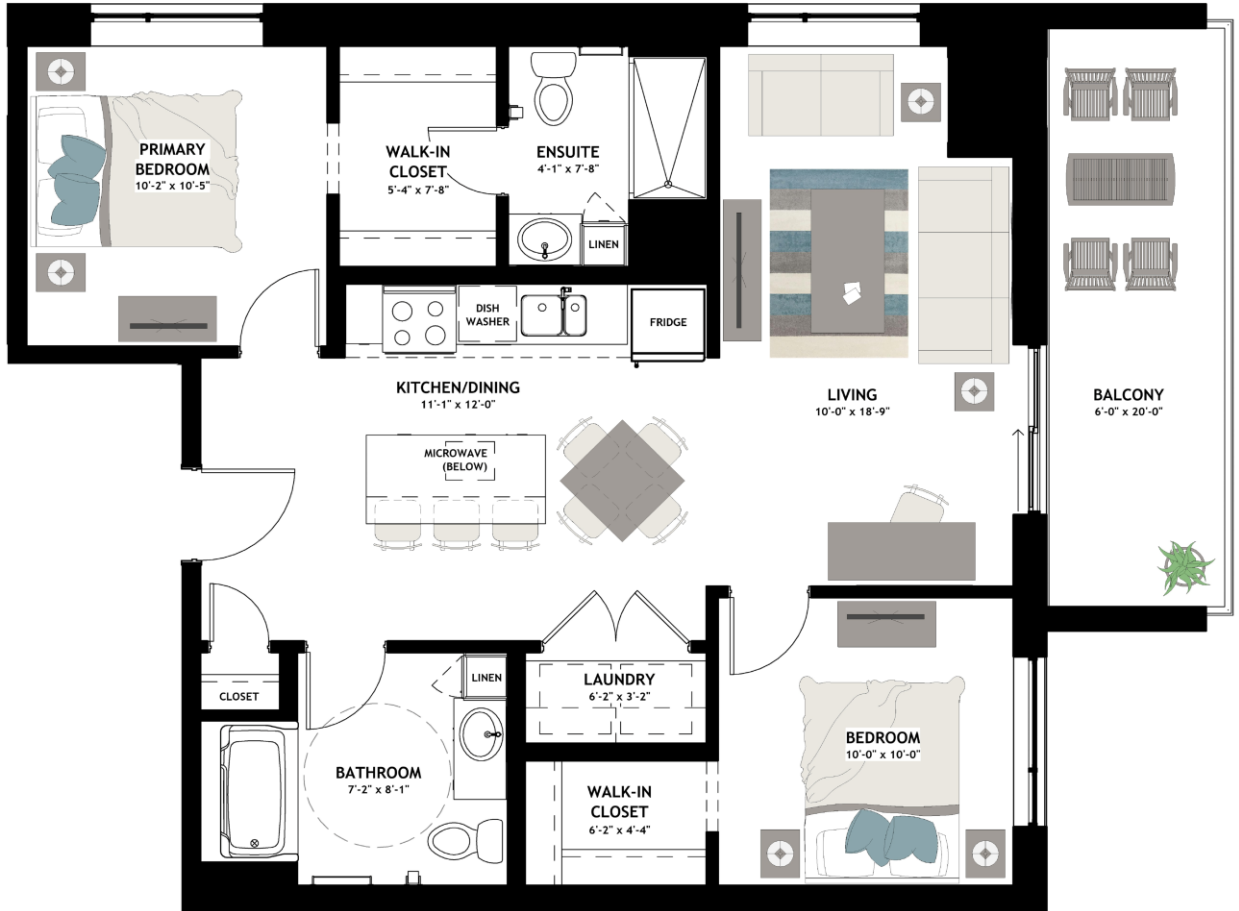 PRIMARY
BEDROOM
10'-2" x 10'-5"
WALK-IN
CLOSET
5'-4" x 7'-8"
ENSUITE
4'-1" x 7'-8"
LINEN
DISH
WASHER
FRIDGE
KITCHEN/DINING
11'-1" x 12'-0"
LIVING
10'-0" x 18'-9"
BALCONY
6'-0" x 20'-0"
MICROWAVE
(BELOW)
CLOSET
LINEN
LAUNDRY
6'-2" x 3'-2"
BATHROOM
7'-2" x 8'-1"
WALK-IN
CLOSET
6'-2" x 4'-4"
BEDROOM
10'-0" x 10'-0"